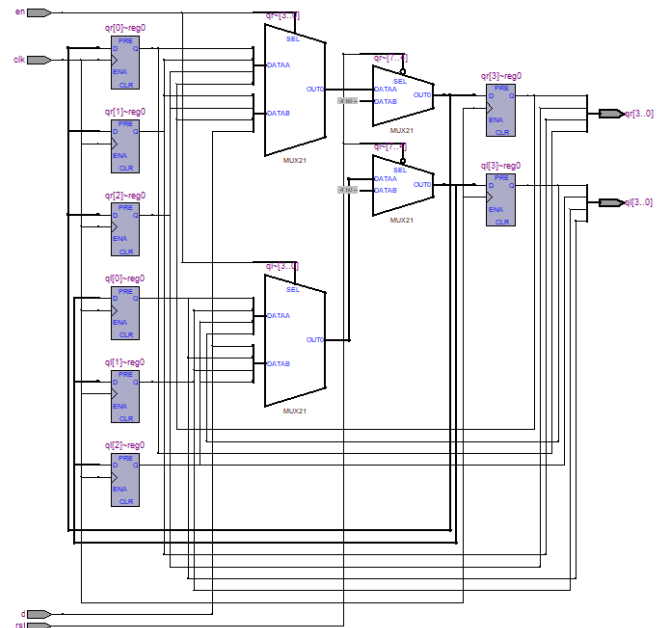 en
clk
qr[0]~reg0
PRE
D Q
ENA
CLR
qr[1]~reg0
PRE
D Q
ENA
CLR
qr[2]~reg0
PRE
D Q
ENA
CLR
ql[0]~reg0
PRE
D Q
ENA
CLR
ql[1]~reg0
PRE
D Q
ENA
CLR
ql[2]~reg0
PRE
D Q
ENA
CLR
qr~[3..0]
SEL
DATAA
OUT0
DATAB
MUX21
ql~[3..0]
SEL
DATAA
OUT0
DATAB
MUX21
SEL
DATAA
OUT0
DATAB
MUX21
SEL
DATAA
OUT0
DATAB
MUX21
qr[3]~reg0
PRE
D Q
ENA
CLR
ql[3]~reg0
PRE
D Q
ENA
CLR
qr[3..0]
ql[3..0]
d
rst